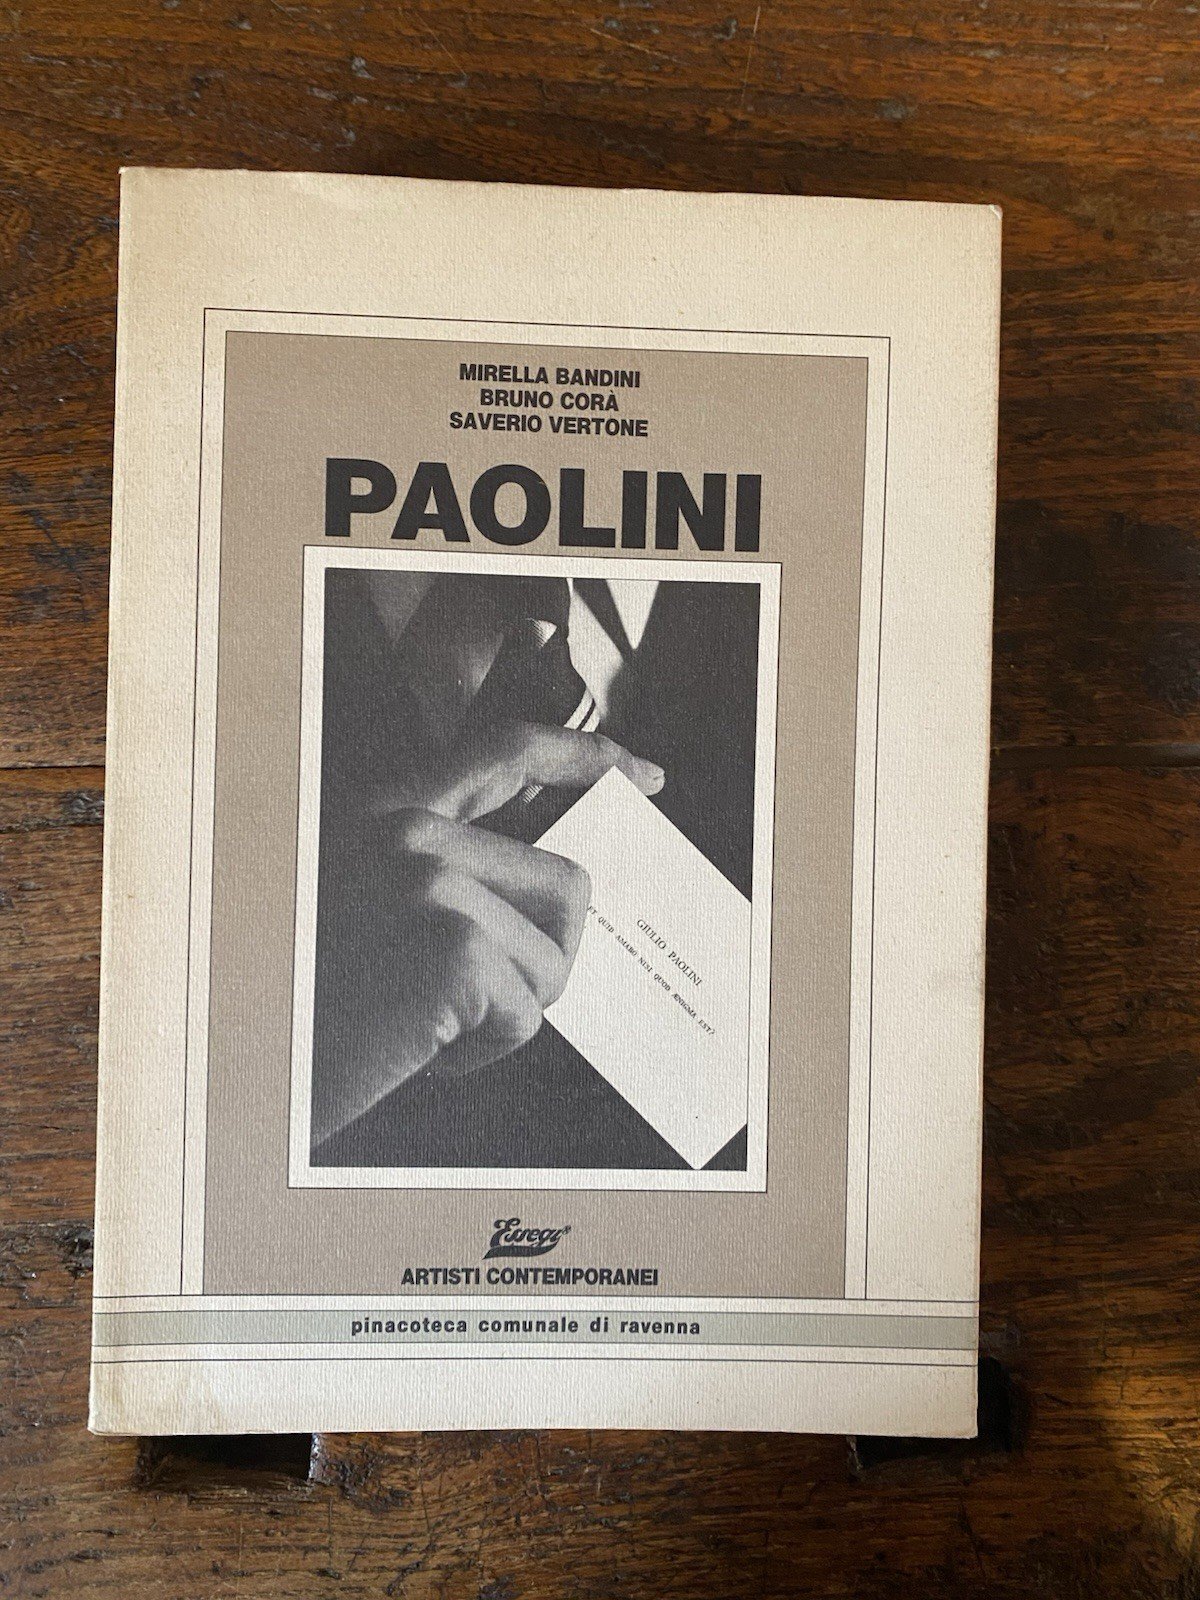 MIRELLA BANDINI
BRUNO CORÀ
SAVERIO VERTONE
PAOLINI
GIULIO PAOLINI
ET QUID AMABO NISI QUOD ÆNIGMA EST?
Essegi®
ARTISTI CONTEMPORANEI
pinacoteca comunale di ravenna